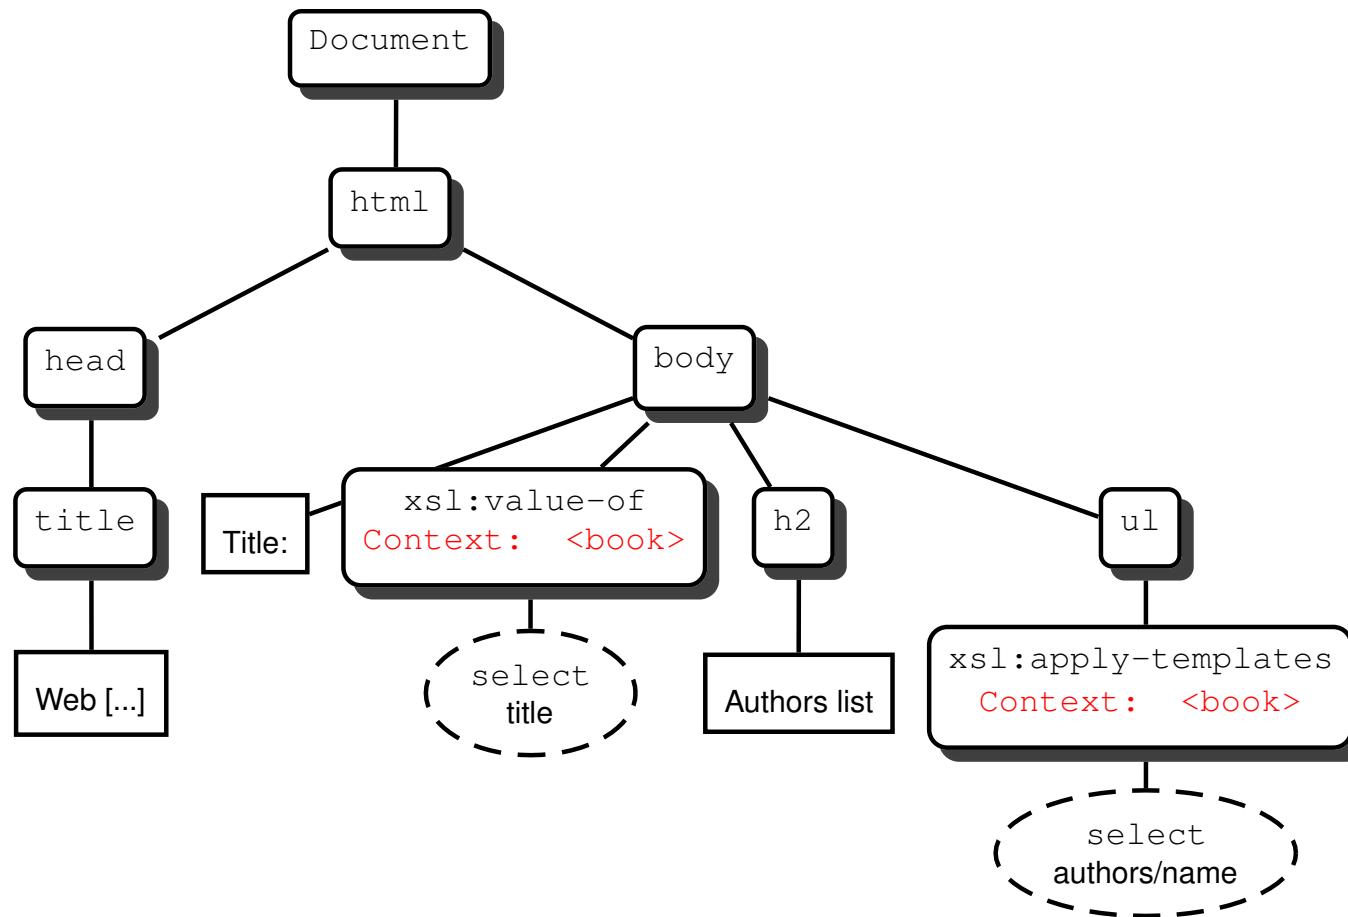 Document
html
head
body
title
Title:
xsl:value-of
Context: <book>
h2
ul
Web [...]
select
title
Authors list
xsl:apply-templates
Context: <book>
select
authors/name